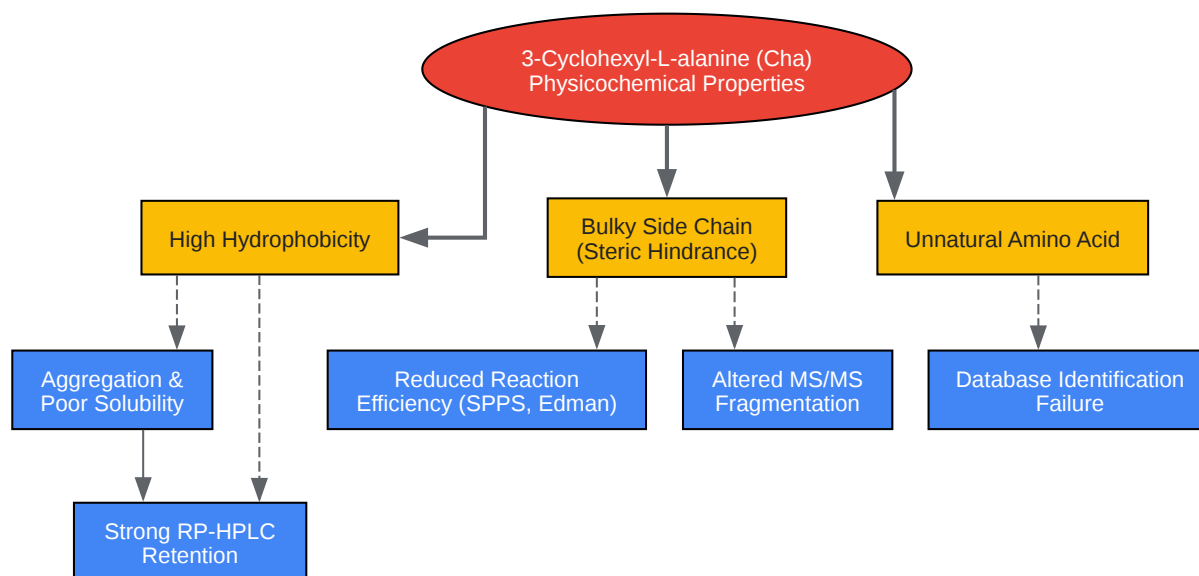 3-Cyclohexyl-L-alanine (Cha)
Physicochemical Properties
High Hydrophobicity
Bulky Side Chain
(Steric Hindrance)
Unnatural Amino Acid
Aggregation &
Poor Solubility
Reduced Reaction
Efficiency (SPPS, Edman)
Altered MS/MS
Fragmentation
Database Identification
Failure
Strong RP-HPLC
Retention